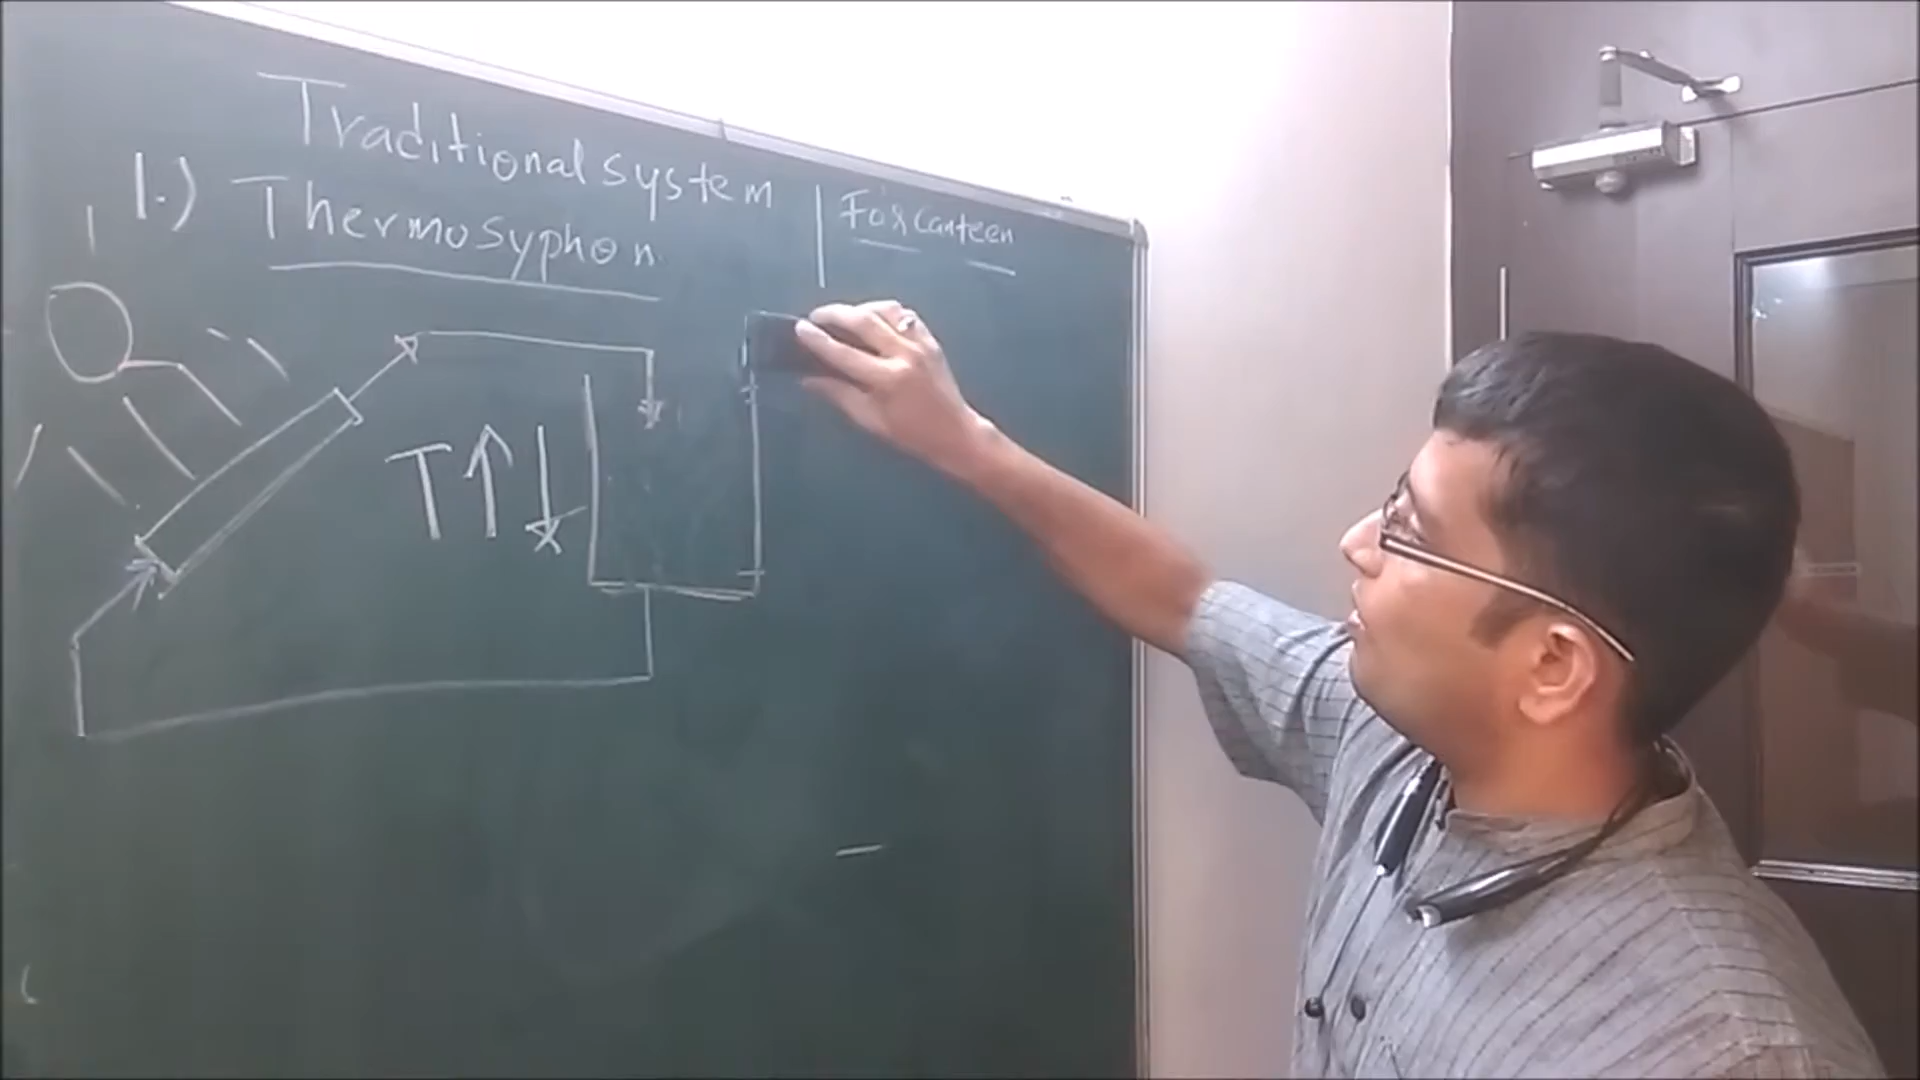 Traditional system
1.) Thermosyphon
For canteen
T↑↓